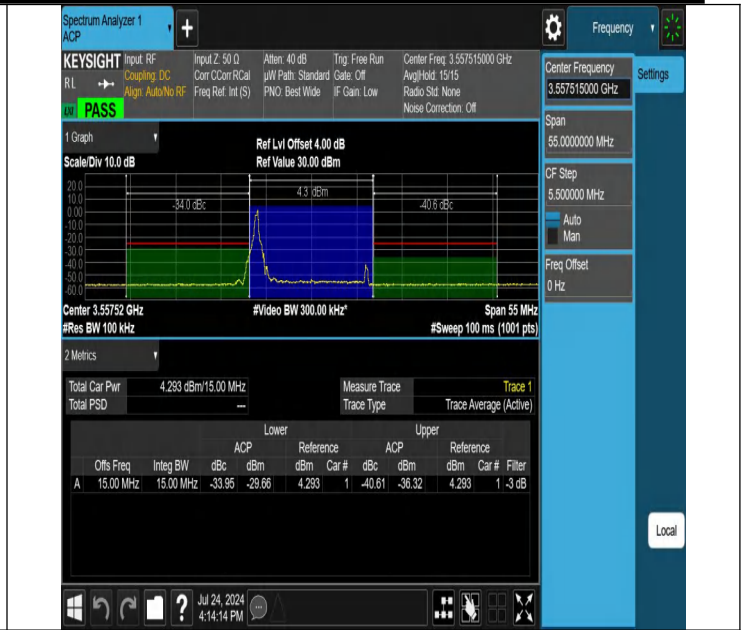 Spectrum Analyzer 1
ACP
+
Frequency
KEYSIGHT
RL
PASS
Input: RF
Coupling: DC
Align: Auto/No RF
Input Z: 50 Ω
Corr CCorr RCal
Freq Ref: Int (S)
Atten: 40 dB
µW Path: Standard
PNO: Best Wide
Trig: Free Run
Gate: Off
IF Gain: Low
Center Freq: 3.557515000 GHz
Avg|Hold: 15/15
Radio Std: None
Noise Correction: Off
Center Frequency
3.557515000 GHz
Settings
Span
55.0000000 MHz
CF Step
5.500000 MHz
Auto
Man
Freq Offset
0 Hz
1 Graph
Scale/Div 10.0 dB
Ref Lvl Offset 4.00 dB
Ref Value 30.00 dBm
20.0
10.0
0.00
-10.0
-20.0
-30.0
-40.0
-50.0
-60.0
-34.0 dBc
4.3 dBm
-40.6 dBc
Center 3.55752 GHz
#Video BW 300.00 kHz*
Span 55 MHz
#Res BW 100 kHz
#Sweep 100 ms (1001 pts)
2 Metrics
Total Car Pwr 4.293 dBm/15.00 MHz
Total PSD ---
Measure Trace Trace 1
Trace Type Trace Average (Active)
Lower Upper
ACP Reference ACP Reference
Offs Freq Integ BW dBc dBm dBm Car # dBc dBm dBm Car # Filter
A 15.00 MHz 15.00 MHz -33.95 -29.66 4.293 1 -40.61 -36.32 4.293 1 -3 dB
Local
?
Jul 24, 2024
4:14:14 PM